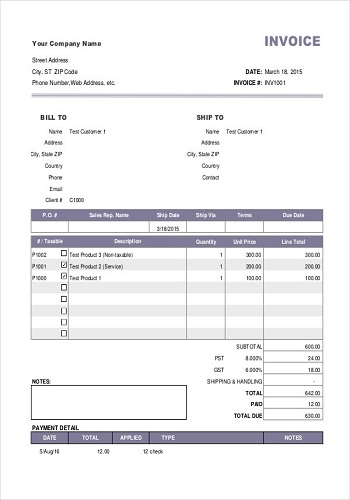 Your Company Name INVOICE
Street Address
City, ST ZIP Code DATE: March 18, 2015
Phone Number,Web Address, etc. INVOICE #: INV1001
BILL TO SHIP TO
Name Test Customer 1 Name Test Customer 1
Address Address
City, State ZIP City, State ZIP
Country Country
Phone Contact
Email
Client # C1000
P.O. # Sales Rep. Name Ship Date Ship Via Terms Due Date
3/18/2015
# / Taxable Description Quantity Unit Price Line Total
P1002 Test Product 3 (Non-taxable) 1 300.00 300.00
P1001 Test Product 2 (Service) 1 200.00 200.00
P1000 Test Product 1 1 100.00 100.00
SUBTOTAL 600.00
PST 8.000% 24.00
GST 6.000% 18.00
NOTES: SHIPPING & HANDLING -
TOTAL 642.00
PAID 12.00
TOTAL DUE 630.00
PAYMENT DETAIL
DATE TOTAL APPLIED TYPE NOTES
5/Aug/16 12.00 12 check